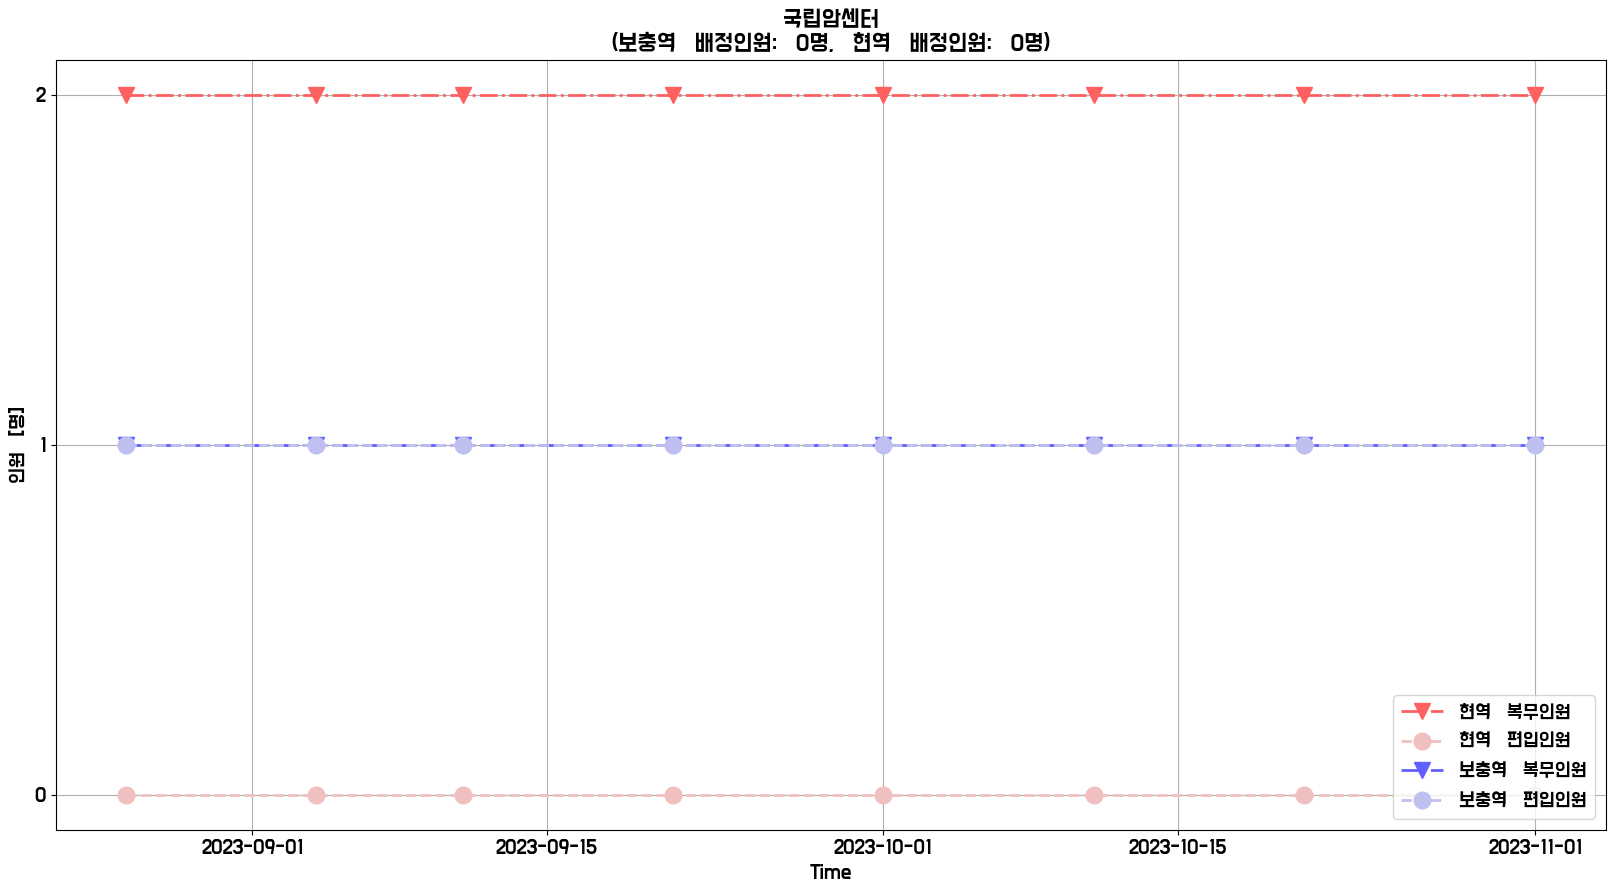 국립암센터
(보충역 배정인원: 0명, 현역 배정인원: 0명)
2
1
0
인원 [명]
현역 복무인원
현역 편입인원
보충역 복무인원
보충역 편입인원
2023-09-01 2023-09-15 2023-10-01 2023-10-15 2023-11-01
Time